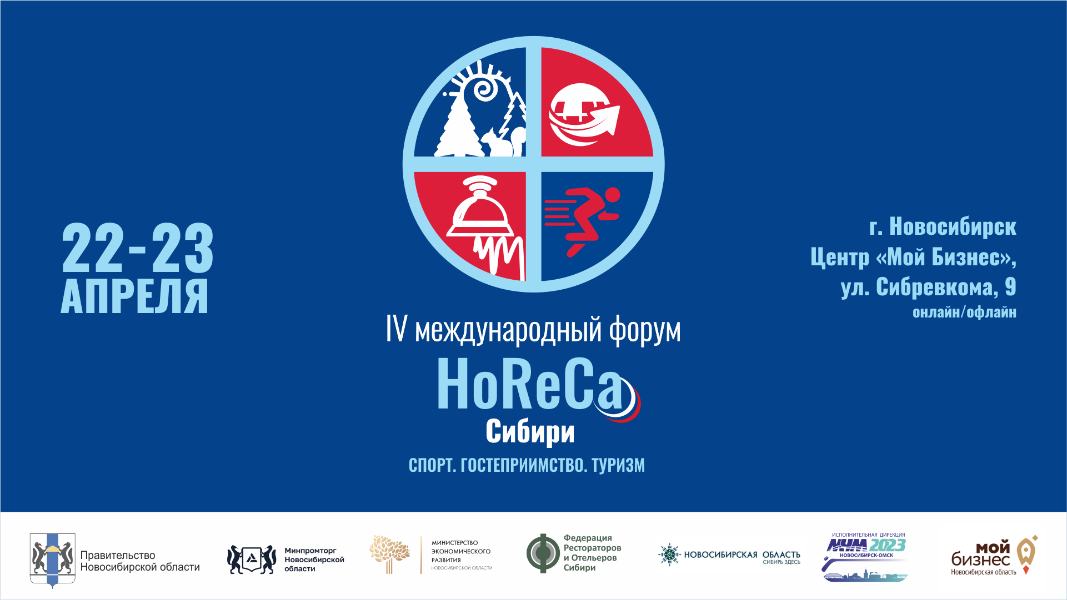 22-23
АПРЕЛЯ
г. Новосибирск
Центр «Мой Бизнес»,
ул. Сибревкома, 9
онлайн/офлайн
IV международный форум
HoReCa
Сибири
СПОРТ. ГОСТЕПРИИМСТВО. ТУРИЗМ
Правительство
Новосибирской области
Минпромторг
Новосибирской
области
МИНИСТЕРСТВО
ЭКОНОМИЧЕСКОГО
РАЗВИТИЯ
НОВОСИБИРСКОЙ ОБЛАСТИ
Федерация
Рестораторов
и Отельеров
Сибири
НОВОСИБИРСКАЯ ОБЛАСТЬ
СИБИРЬ ЗДЕСЬ
ИСПОЛНИТЕЛЬНАЯ ДИРЕКЦИЯ
МЧМ 2023
НОВОСИБИРСК-ОМСК
мой
бизнес
Новосибирская область